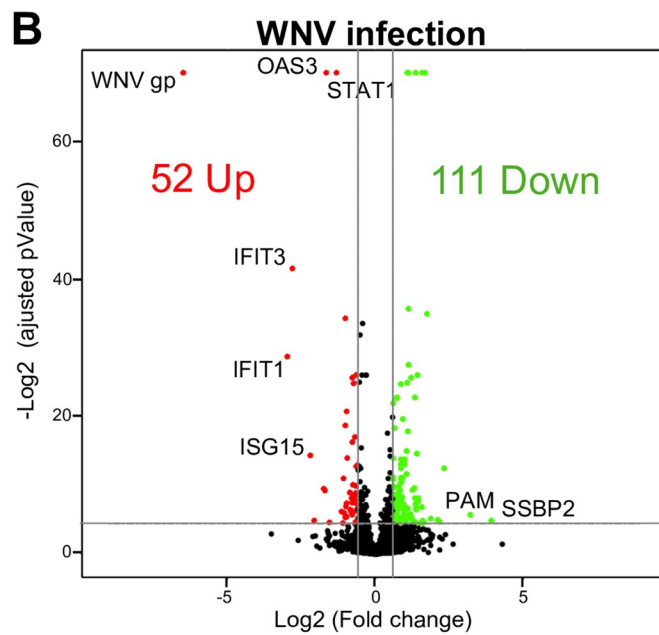 B
WNV infection
WNV gp
OAS3
STAT1
60
52 Up
111 Down
-Log2 (ajusted pValue)
IFIT3
40
IFIT1
20
ISG15
PAM
SSBP2
0
-5
0
5
Log2 (Fold change)